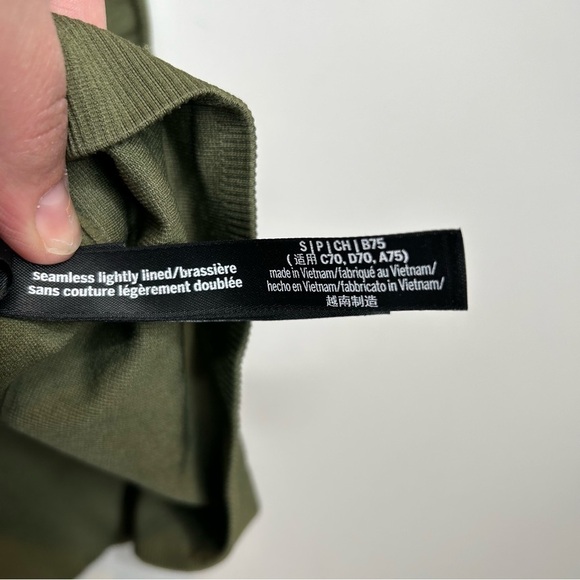 seamless lightly lined/brassière
sans couture légèrement doublée
S|P|CH|B75
(适用 C70, D70, A75)
made in Vietnam/fabriqué au Vietnam/
hecho en Vietnam/fabbricato in Vietnam/
越南制造